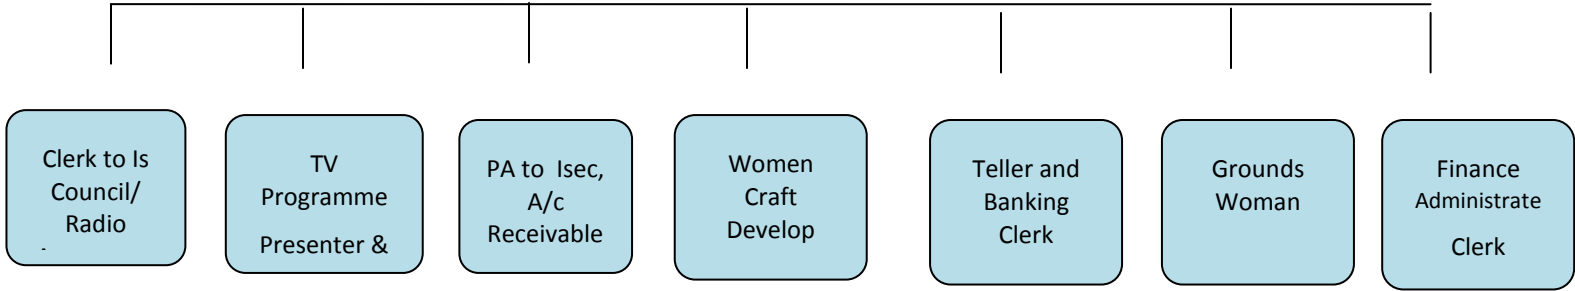 Clerk to Is
Council/
Radio
TV
Programme
Presenter &
PA to Isec,
A/c
Receivable
Women
Craft
Develop
Teller and
Banking
Clerk
Grounds
Woman
Finance
Administrate
Clerk